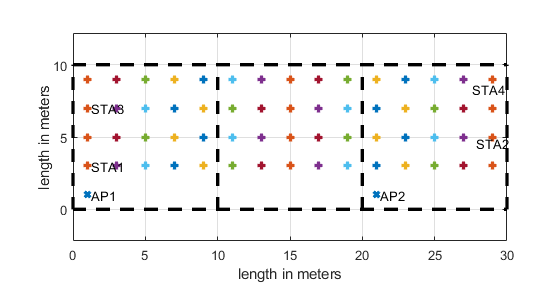 10
STA4
STA3
5
STA2
STA1
AP1
AP2
0
0
5
10
15
20
25
30
length in meters
length in meters